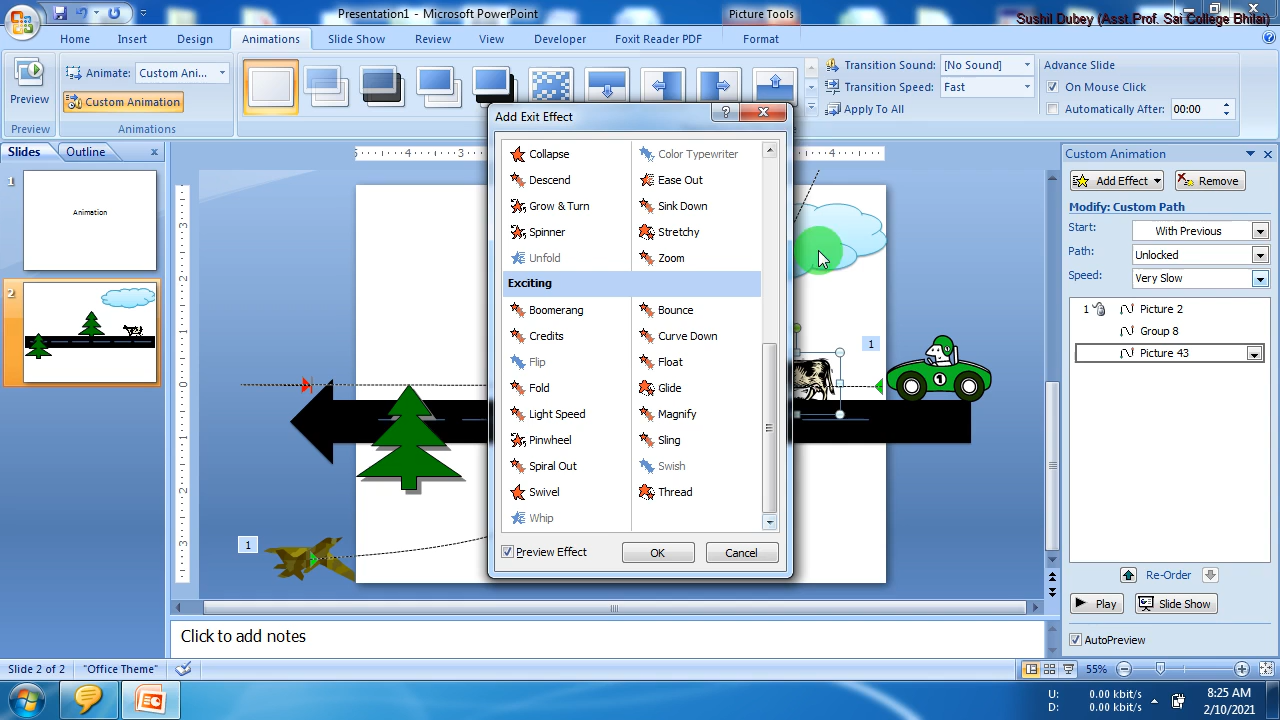 Presentation1 - Microsoft PowerPoint
Picture Tools
Sushil Dubey (Asst.Prof. Sai College Bhilai)
Home
Insert
Design
Animations
Slide Show
Review
View
Developer
Foxit Reader PDF
Format
Preview
Animate:
Custom Ani...
Custom Animation
Transition Sound:
[No Sound]
Transition Speed:
Fast
Apply To All
Advance Slide
On Mouse Click
Automatically After:
00:00
Preview
Animations
Slides
Outline
1
Animation
2
Add Exit Effect
Collapse
Color Typewriter
Descend
Ease Out
Grow & Turn
Sink Down
Spinner
Stretchy
Unfold
Zoom
Exciting
Boomerang
Bounce
Credits
Curve Down
Flip
Float
Fold
Glide
Light Speed
Magnify
Pinwheel
Sling
Spiral Out
Swish
Swivel
Thread
Whip
Preview Effect
OK
Cancel
1
1
1
Custom Animation
Add Effect
Remove
Modify: Custom Path
Start:
With Previous
Path:
Unlocked
Speed:
Very Slow
1
Picture 2
Group 8
Picture 43
Re-Order
Play
Slide Show
AutoPreview
Click to add notes
Slide 2 of 2
"Office Theme"
55%
U: 0.00 kbit/s
D: 0.00 kbit/s
8:25 AM
2/10/2021